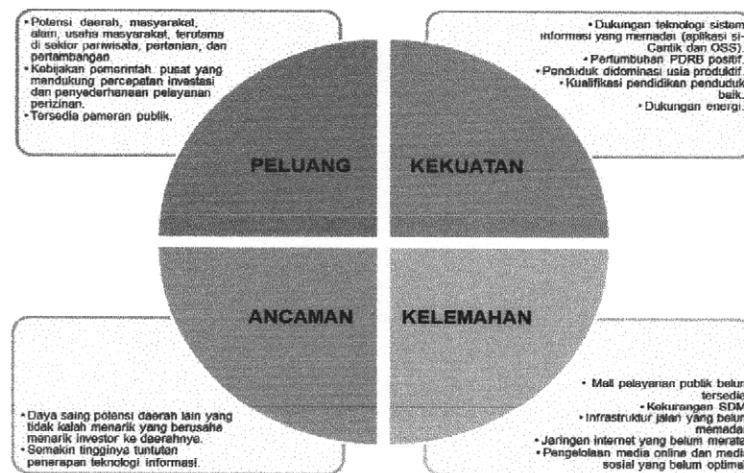 • Potensi daerah, masyarakat,
alam, usaha masyarakat, terutama
di sektor pariwisata, pertanian, dan
pertambangan.
• Kebijakan pemerintah pusat yang
mendukung percepatan investasi
dan penyederhanaan pelayanan
perizinan.
• Tersedia pameran publik.
• Dukungan teknologi sistem
informasi yang memadai (aplikasi si-
Cantik dan OSS).
• Pertumbuhan PDRB positif.
• Penduduk didominasi usia produktif.
• Kualifikasi pendidikan penduduk
baik.
• Dukungan energi.
PELUANG
KEKUATAN
ANCAMAN
KELEMAHAN
• Daya saing potensi daerah lain yang
tidak kalah menarik yang berusaha
menarik investor ke daerahnya.
• Semakin tingginya tuntutan
penerapan teknologi informasi.
• Mall pelayanan publik belum
tersedia
• Kekurangan SDM
• Infrastruktur jalan yang belum
memadai
• Jaringan internet yang belum merata
• Pengelolaan media online dan media
sosial yang belum optima